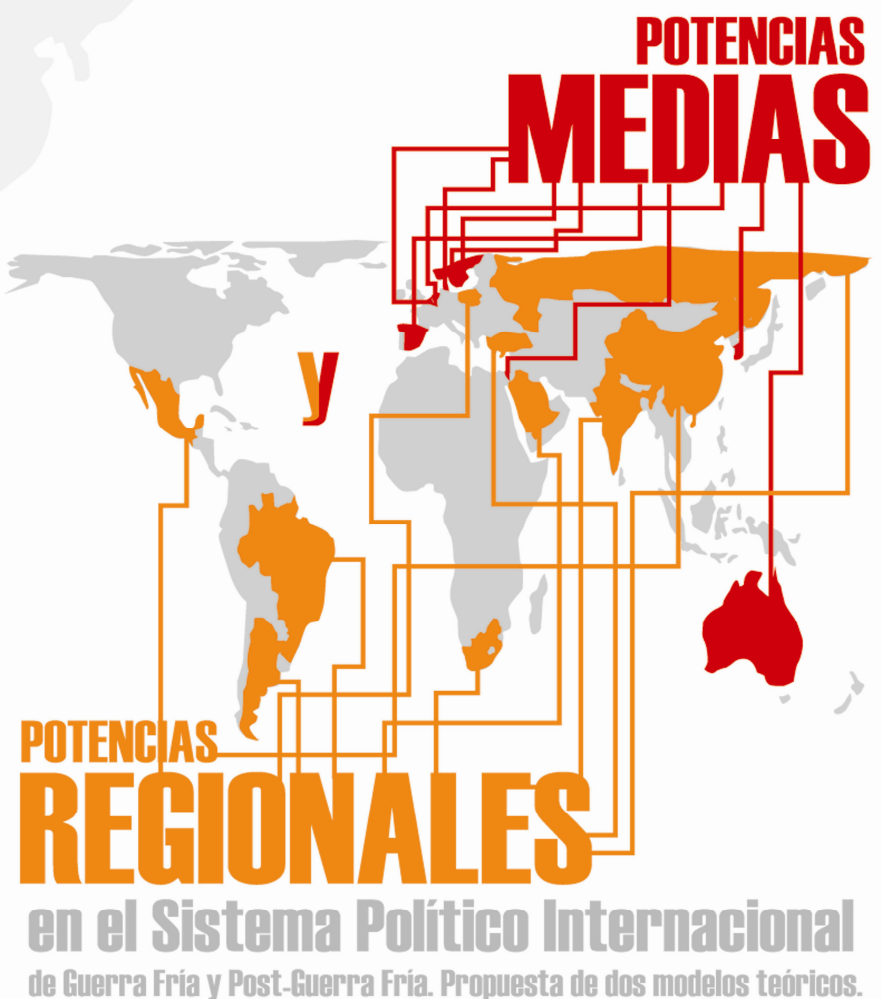 POTENCIAS
MEDIAS
y
POTENCIAS
REGIONALES
en el Sistema Político Internacional
de Guerra Fría y Post-Guerra Fría. Propuesta de dos modelos teóricos.